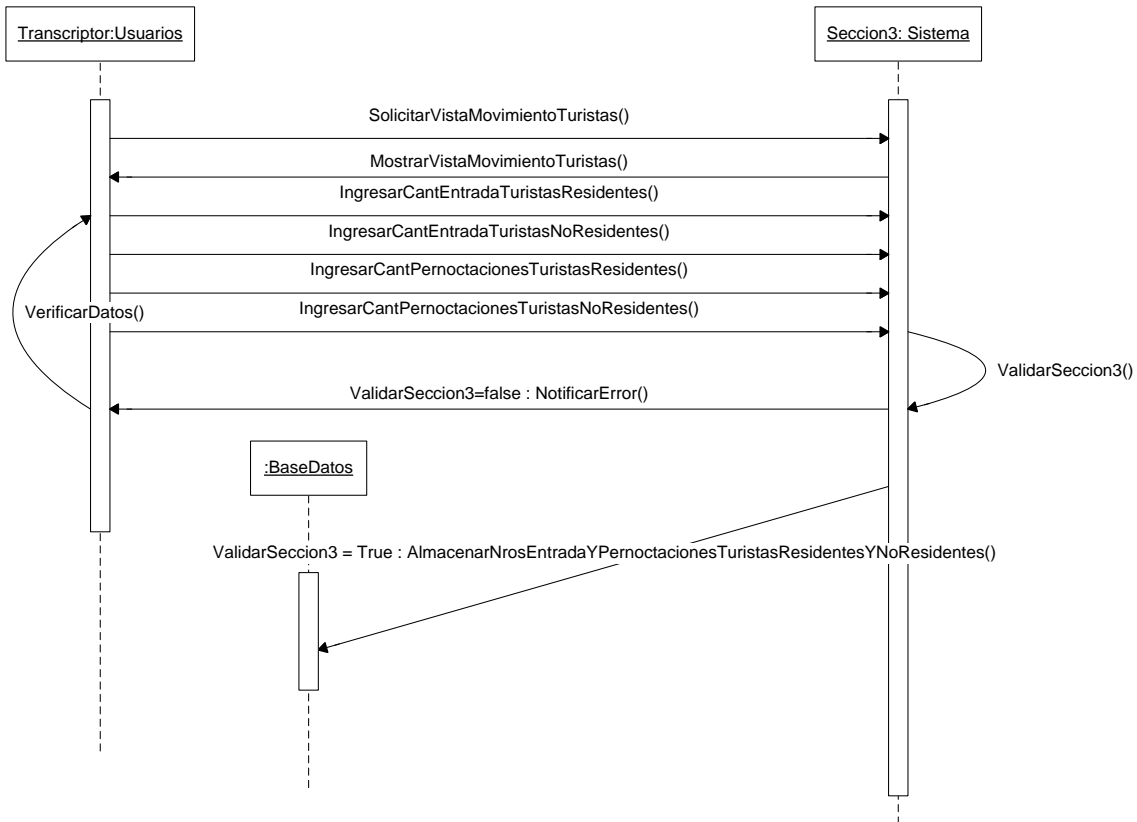 Transcriptor:Usuarios
Seccion3: Sistema
SolicitarVistaMovimientoTuristas()
MostrarVistaMovimientoTuristas()
IngresarCantEntradaTuristasResidentes()
IngresarCantEntradaTuristasNoResidentes()
IngresarCantPernoctacionesTuristasResidentes()
IngresarCantPernoctacionesTuristasNoResidentes()
VerificarDatos()
ValidarSeccion3()
ValidarSeccion3=false : NotificarError()
:BaseDatos
ValidarSeccion3 = True : AlmacenarNrosEntradaYPernoctacionesTuristasResidentesYNoResidentes()